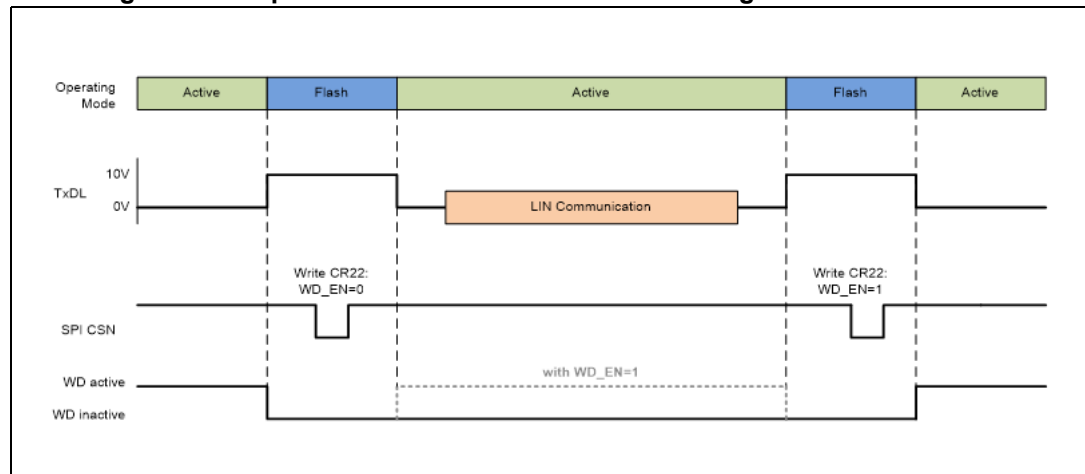 Operating
Mode
Active
Flash
Active
Flash
Active
10V
TxDL
0V
LIN Communication
Write CR22:
WD_EN=0
Write CR22:
WD_EN=1
SPI CSN
with WD_EN=1
WD active
WD inactive